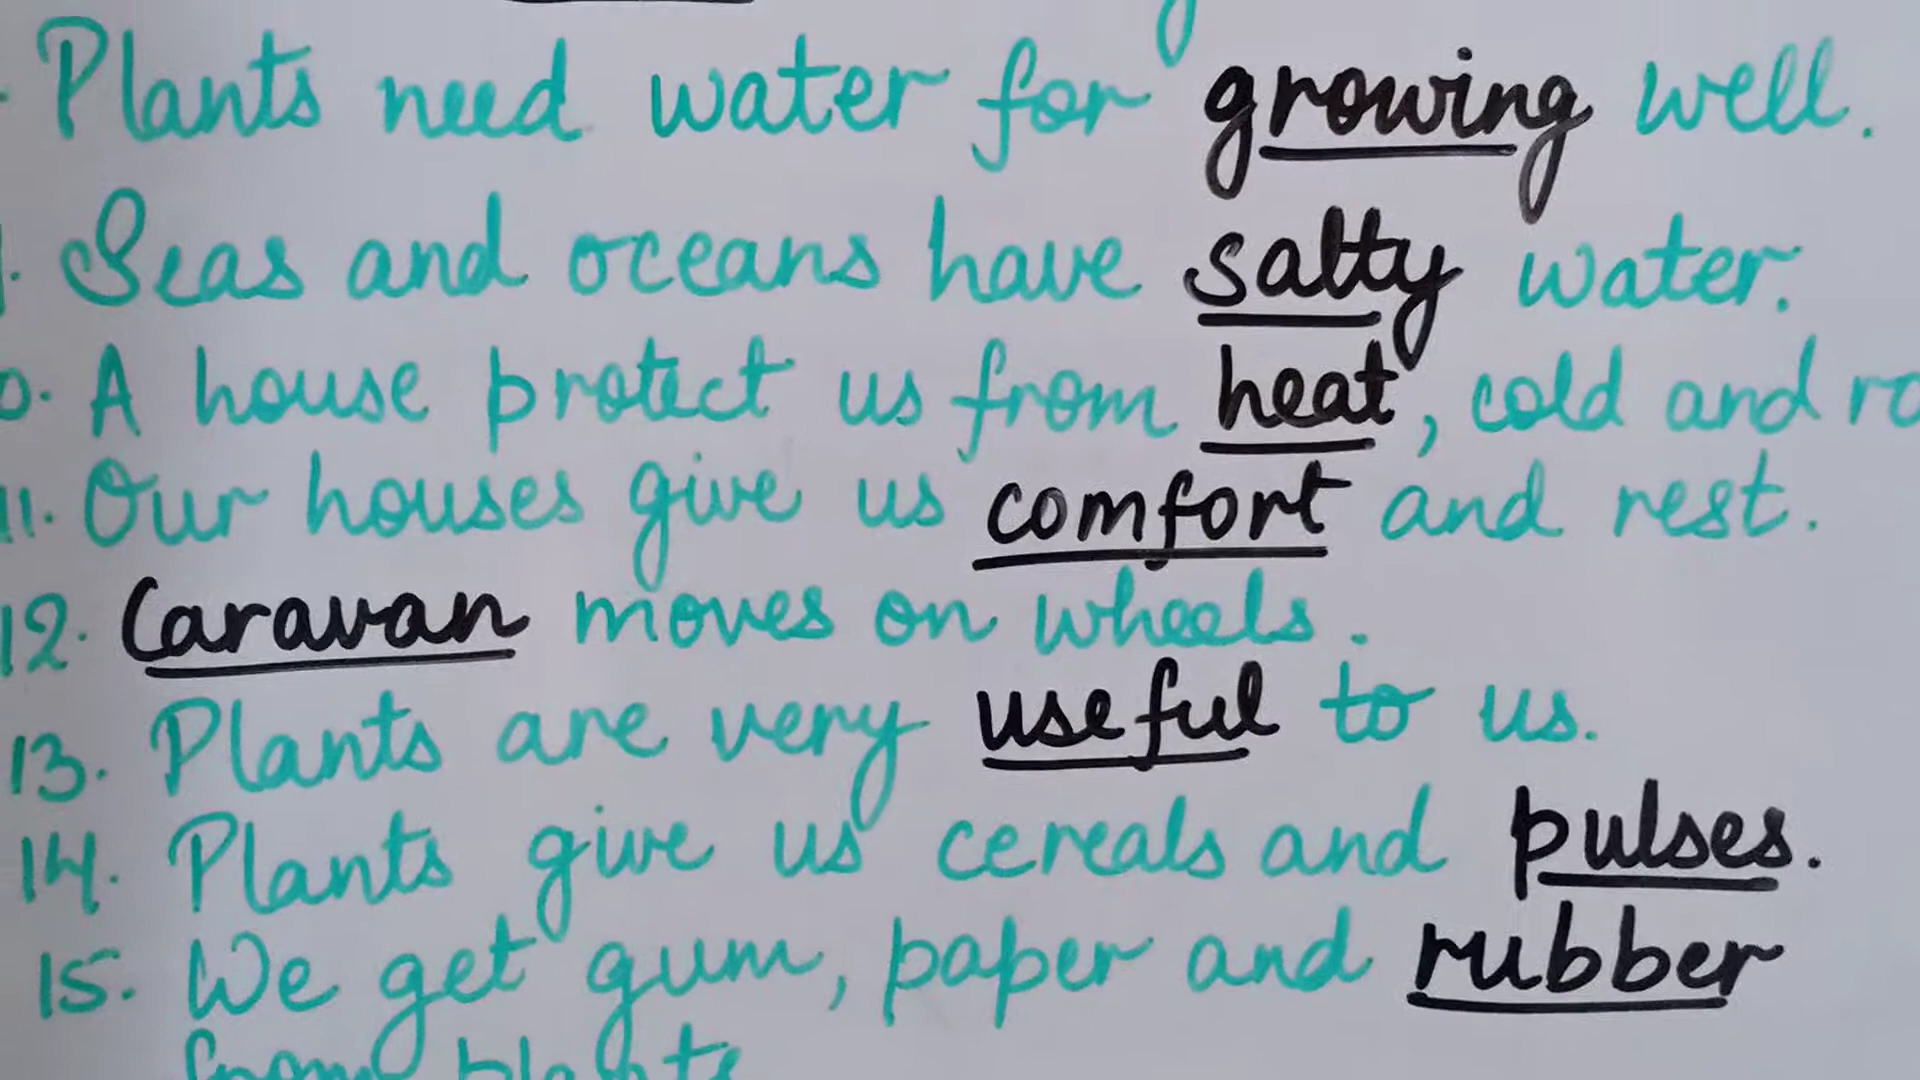 Plants need water for growing well.
Seas and oceans have salty water.
A house protect us from heat, cold and
11. Our houses give us comfort and rest.
12. Caravan moves on wheels.
13. Plants are very useful to us.
14. Plants give us cereals and pulses.
15. We get gum, paper and rubber
from plants